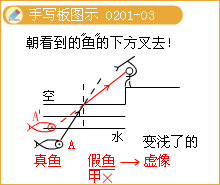 手写板图示 0201-03
朝看到的鱼的下方叉去！
空
A'
A
水
变浅了的
真鱼 假鱼 → 虚像
甲×